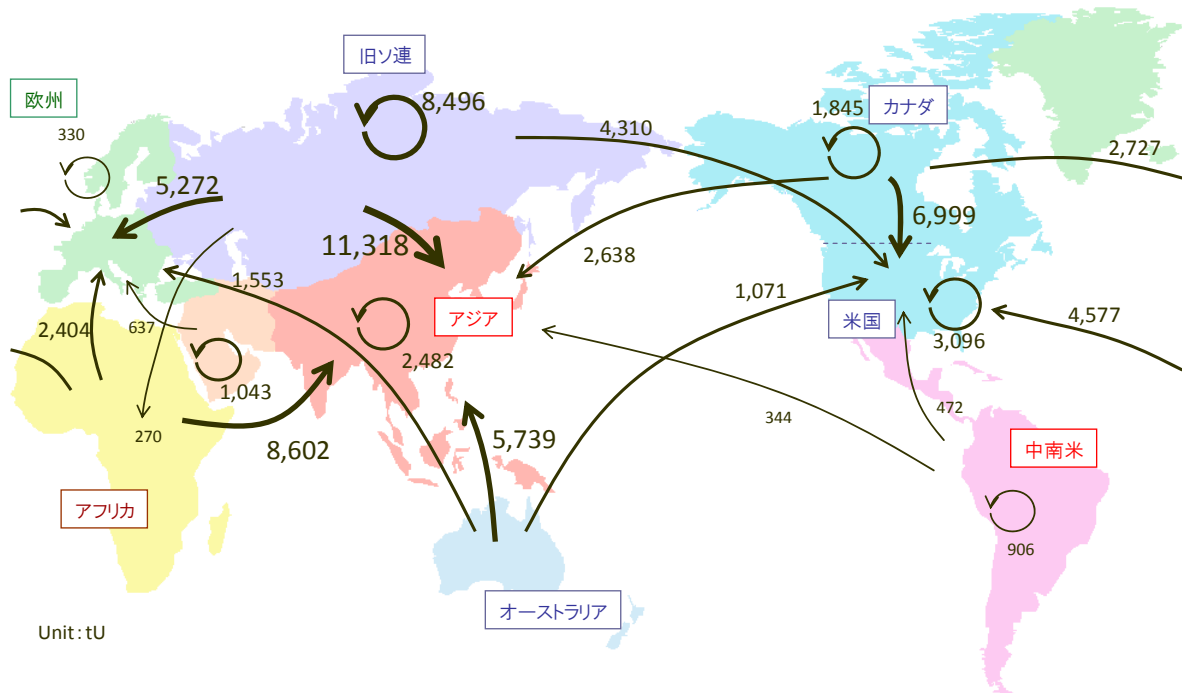 旧ソ連
欧州
8,496
1,845
カナダ
330
4,310
2,727
5,272
6,999
11,318
2,638
1,553
1,071
アジア
米国
4,577
2,404
637
3,096
2,482
1,043
472
344
270
8,602
5,739
中南米
アフリカ
906
オーストラリア
Unit:tU